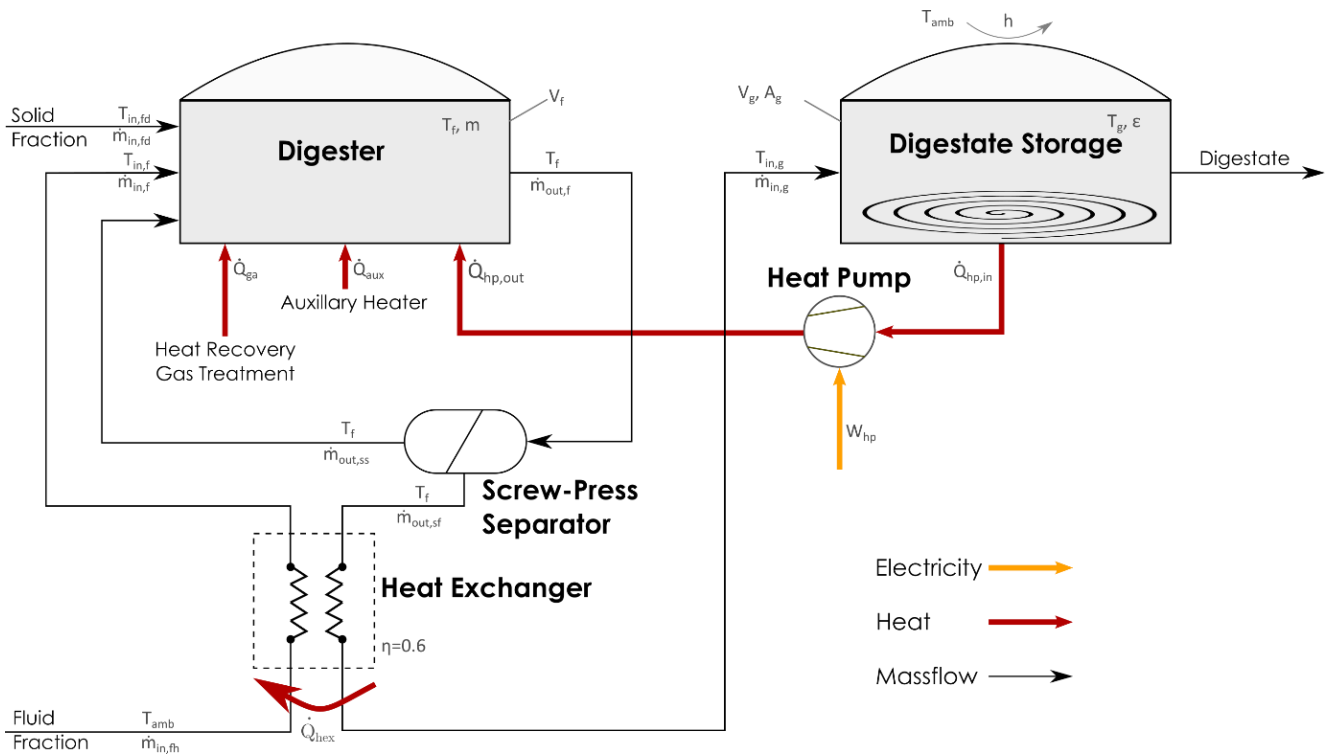 T_amb h
V_f
V_g, A_g
Solid
Fraction
T_in,fd
ṁ_in,fd
T_f, m
Digester
T_in,f
ṁ_in,f
T_f
ṁ_out,f
T_in,g
ṁ_in,g
T_g, ε
Digestate Storage
Digestate
Q̇_ga
Q̇_aux
Q̇_hp,out
Auxillary Heater
Heat Recovery
Gas Treatment
Heat Pump
Q̇_hp,in
W_hp
T_f
ṁ_out,ss
Screw-Press
Separator
T_f
ṁ_out,sf
Heat Exchanger
η=0.6
Q̇_hex
Fluid
Fraction
T_amb
ṁ_in,fh
Electricity
Heat
Massflow